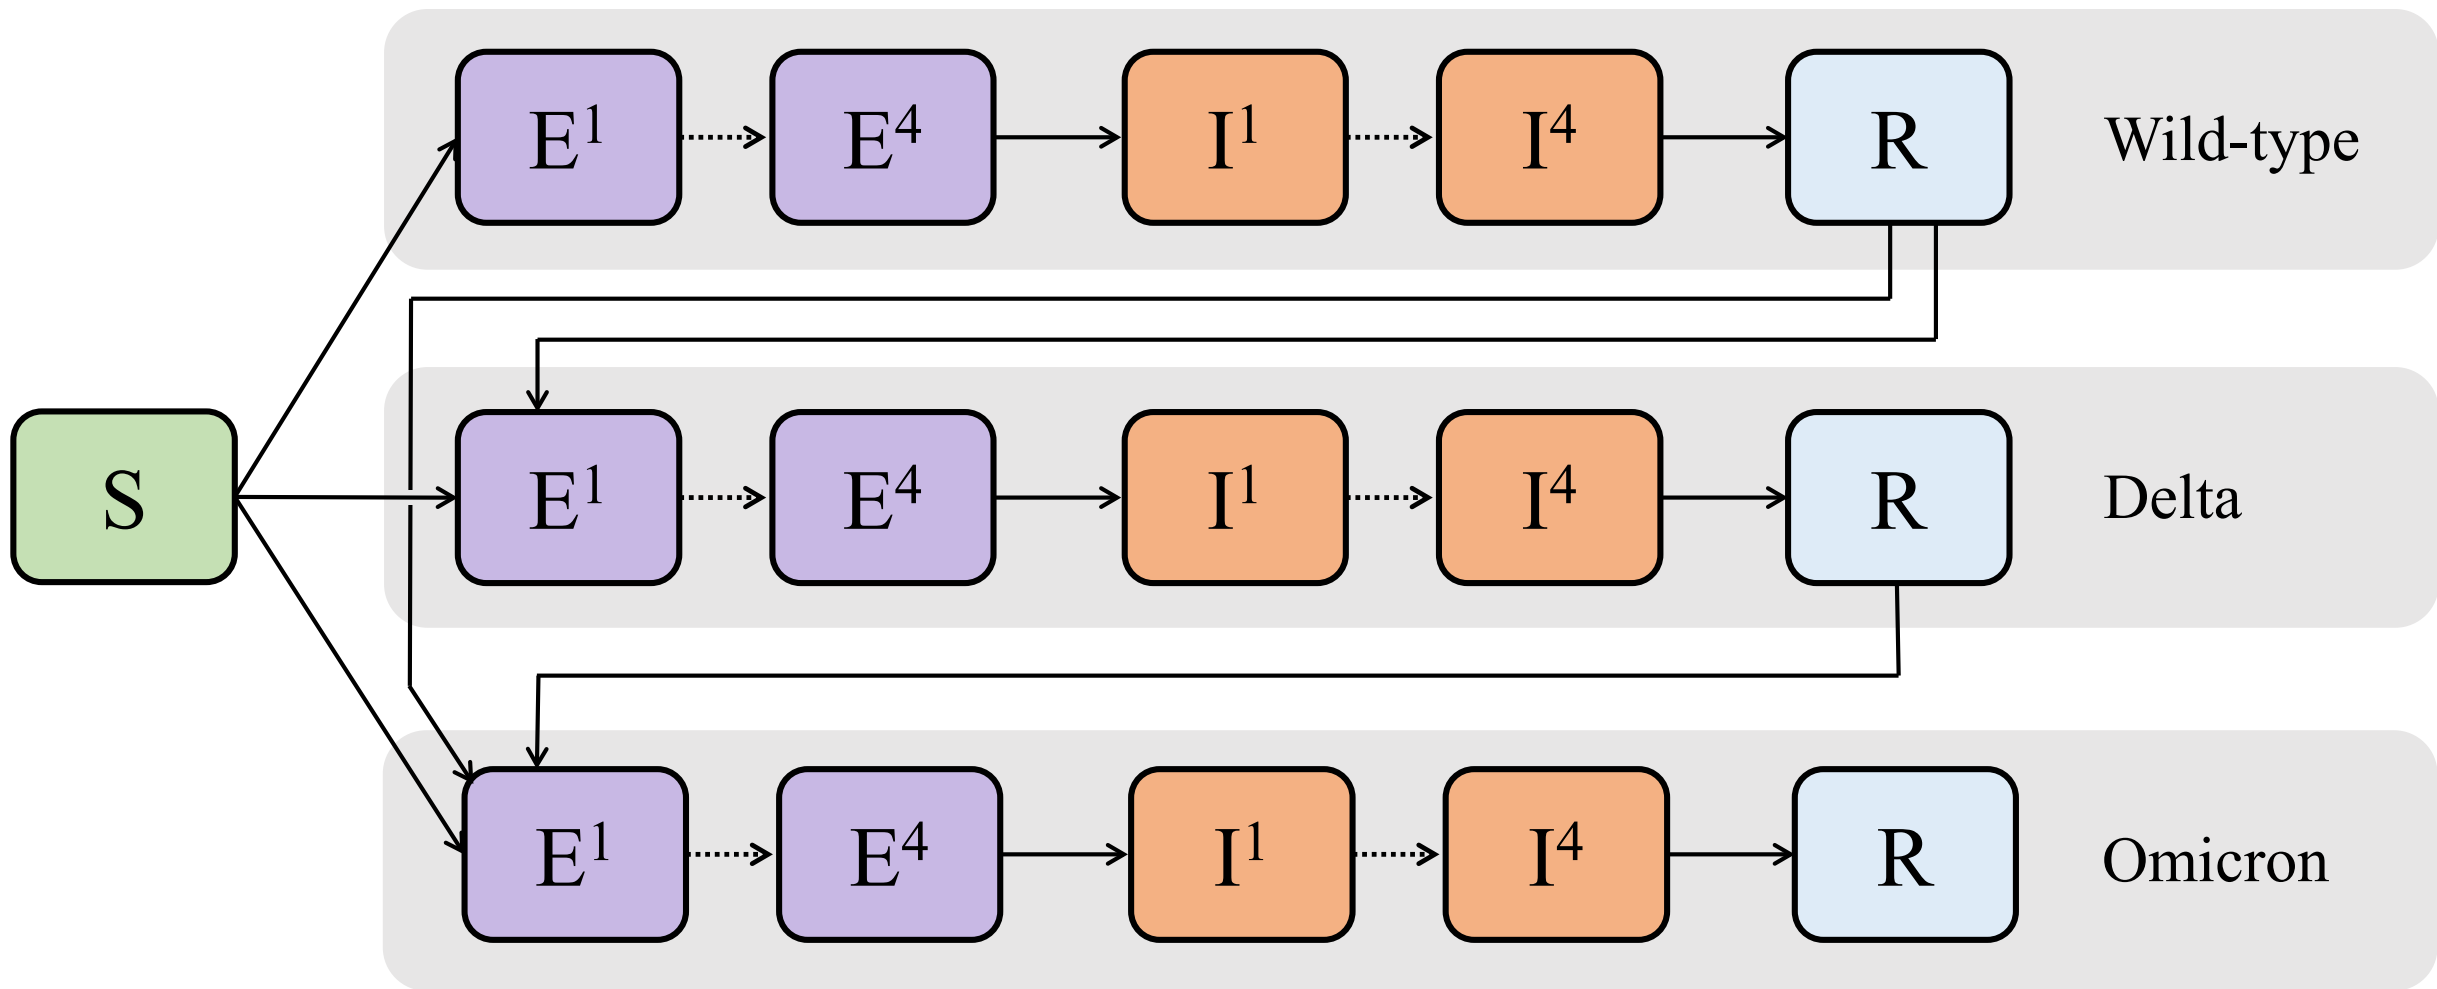 E¹ E⁴ I¹ I⁴ R Wild-type
S E¹ E⁴ I¹ I⁴ R Delta
E¹ E⁴ I¹ I⁴ R Omicron